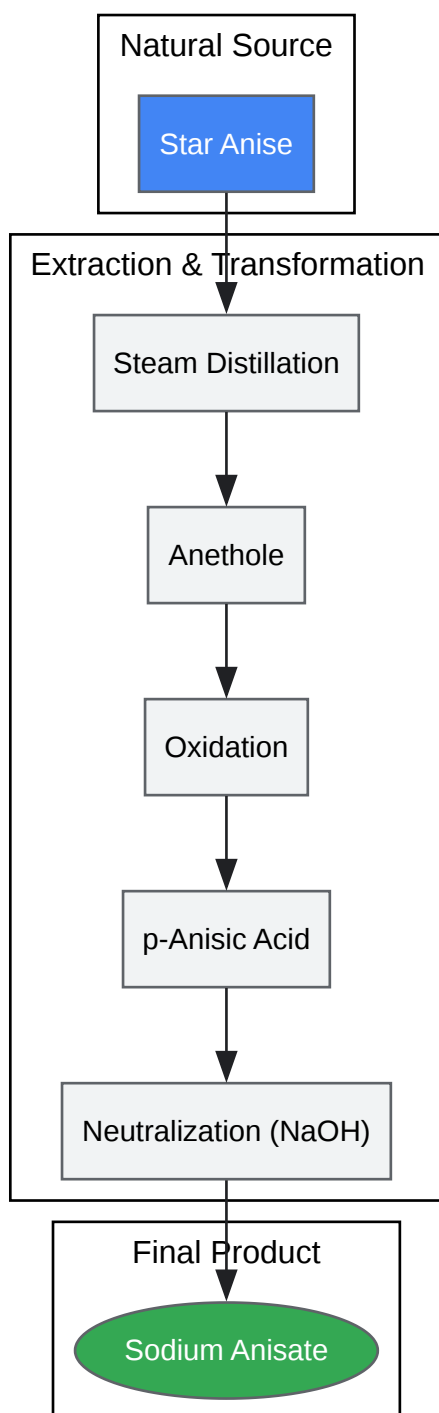 Natural Source
Star Anise
Extraction & Transformation
Steam Distillation
Anethole
Oxidation
p-Anisic Acid
Neutralization (NaOH)
Final Product
Sodium Anisate